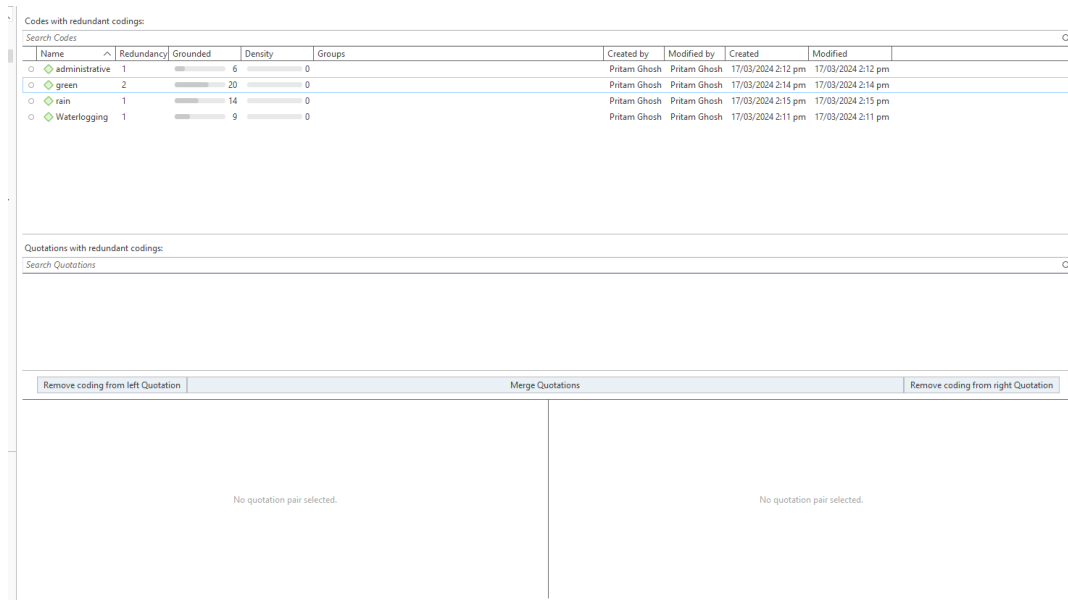 Codes with redundant codings:
Search Codes
Name Redundancy Grounded Density Groups Created by Modified by Created Modified
administrative 1 6 0 Pritam Ghosh Pritam Ghosh 17/03/2024 2:12 pm 17/03/2024 2:12 pm
green 2 20 0 Pritam Ghosh Pritam Ghosh 17/03/2024 2:14 pm 17/03/2024 2:14 pm
rain 1 14 0 Pritam Ghosh Pritam Ghosh 17/03/2024 2:15 pm 17/03/2024 2:15 pm
Waterlogging 1 9 0 Pritam Ghosh Pritam Ghosh 17/03/2024 2:11 pm 17/03/2024 2:11 pm
Quotations with redundant codings:
Search Quotations
Remove coding from left Quotation Merge Quotations Remove coding from right Quotation
No quotation pair selected. No quotation pair selected.